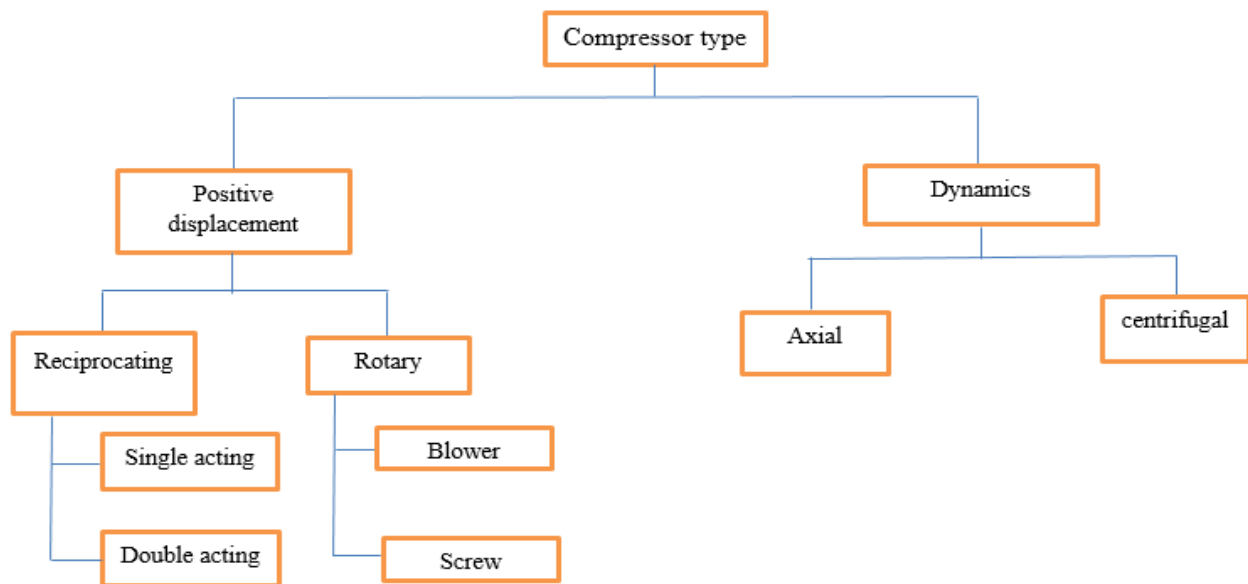 Compressor type
Positive
displacement
Dynamics
Reciprocating
Rotary
Axial
centrifugal
Single acting
Blower
Double acting
Screw